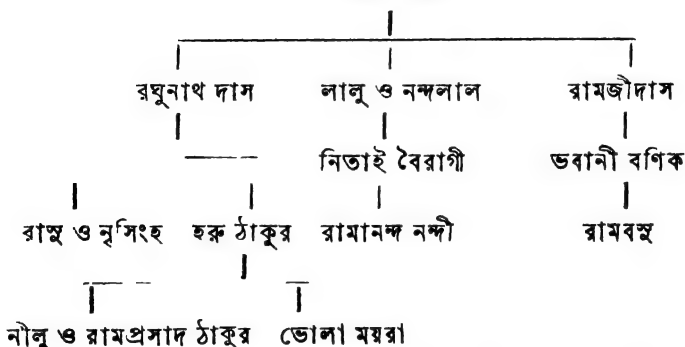 রঘুনাথ দাস লালু ও নন্দলাল রামজীদাস
নিতাই বৈরাগী ভবানী বণিক
রাসু ও নৃসিংহ হরু ঠাকুর রামানন্দ নন্দী রামবসু
নীলু ও রামপ্রসাদ ঠাকুর ভোলা ময়রা